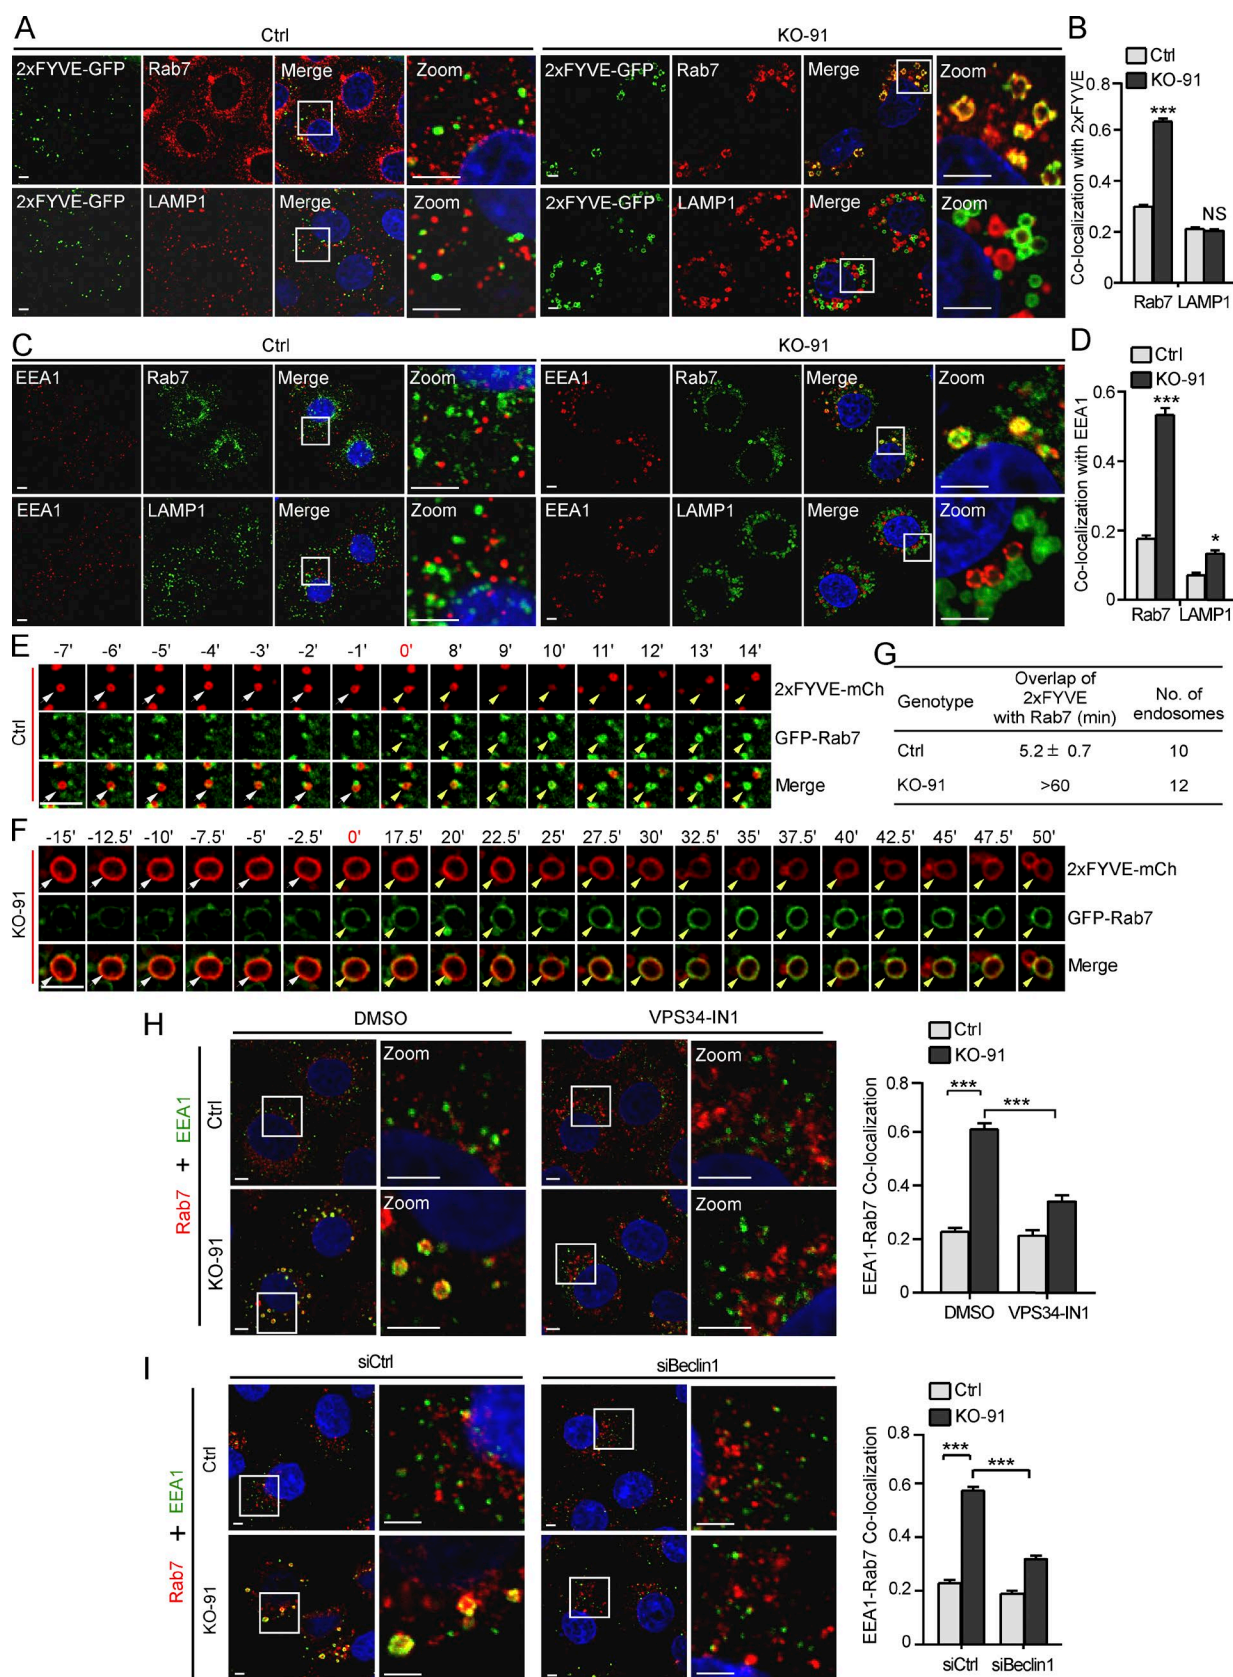 A
Ctrl
KO-91
2xFYVE-GFP Rab7 Merge Zoom 2xFYVE-GFP Rab7 Merge Zoom
2xFYVE-GFP LAMP1 Merge Zoom 2xFYVE-GFP LAMP1 Merge Zoom
B
Ctrl
KO-91
Co-localization with 2xFYVE
0.8
0.6
0.4
0.2
0
***
NS
Rab7 LAMP1
C
Ctrl
KO-91
EEA1 Rab7 Merge Zoom EEA1 Rab7 Merge Zoom
EEA1 LAMP1 Merge Zoom EEA1 LAMP1 Merge Zoom
D
Ctrl
KO-91
Co-localization with EEA1
0.6
0.4
0.2
0
***
*
Rab7 LAMP1
E
-7' -6' -5' -4' -3' -2' -1' 0' 8' 9' 10' 11' 12' 13' 14'
Ctrl
2xFYVE-mCh
GFP-Rab7
Merge
G
Genotype Overlap of 2xFYVE with Rab7 (min) No. of endosomes
Ctrl 5.2 ± 0.7 10
KO-91 >60 12
F
-15' -12.5' -10' -7.5' -5' -2.5' 0' 17.5' 20' 22.5' 25' 27.5' 30' 32.5' 35' 37.5' 40' 42.5' 45' 47.5' 50'
KO-91
2xFYVE-mCh
GFP-Rab7
Merge
H
DMSO
VPS34-IN1
Rab7 + EEA1
Ctrl
Zoom
Zoom
KO-91
Zoom
Zoom
Ctrl
KO-91
EEA1-Rab7 Co-localization
0.8
0.6
0.4
0.2
0
***
***
DMSO VPS34-IN1
I
siCtrl
siBeclin1
Rab7 + EEA1
Ctrl
KO-91
Ctrl
KO-91
EEA1-Rab7 Co-localization
0.8
0.6
0.4
0.2
0
***
***
siCtrl siBeclin1